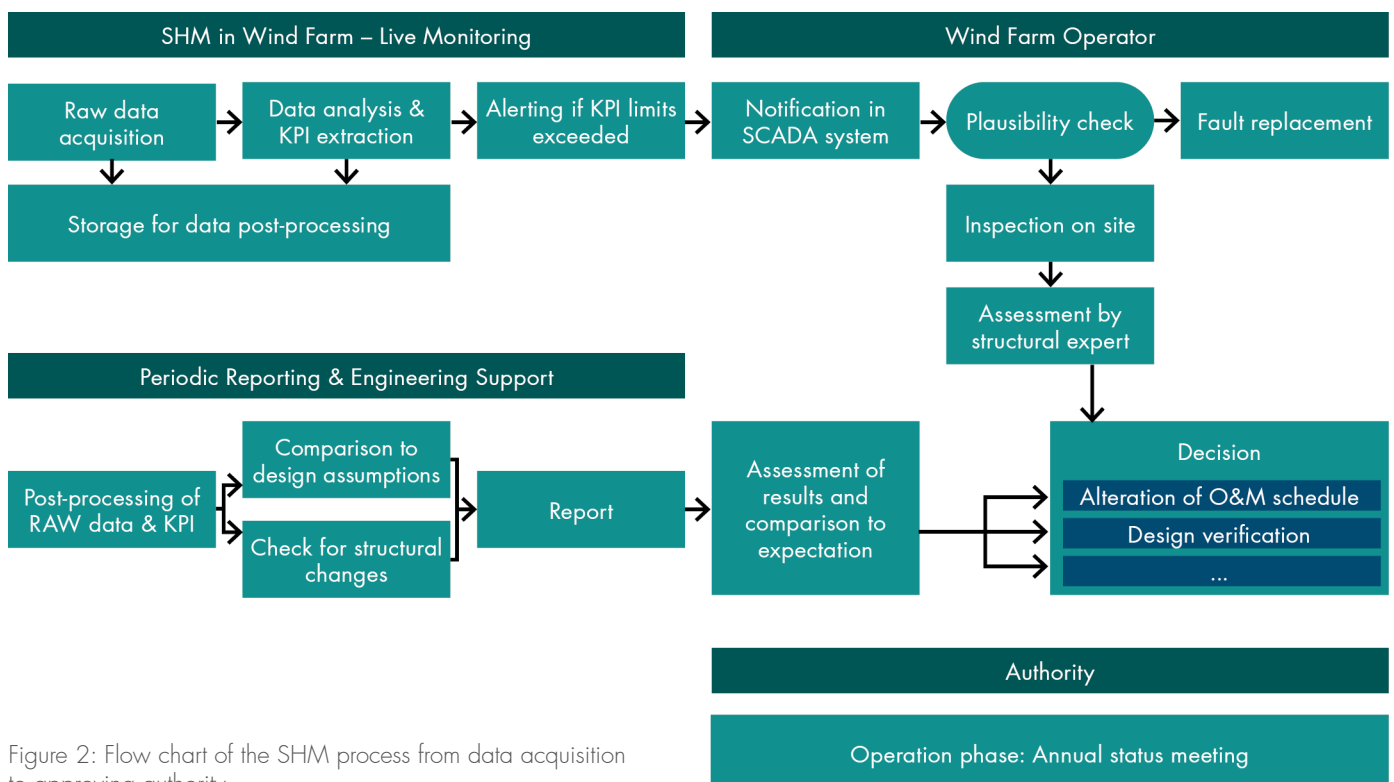 SHM in Wind Farm – Live Monitoring
Wind Farm Operator
Raw data
acquisition
Data analysis &
KPI extraction
Alerting if KPI limits
exceeded
Notification in
SCADA system
Plausibility check
Fault replacement
Storage for data post-processing
Inspection on site
Assessment by
structural expert
Periodic Reporting & Engineering Support
Post-processing of
RAW data & KPI
Comparison to
design assumptions
Check for structural
changes
Report
Assessment of
results and
comparison to
expectation
Decision
Alteration of O&M schedule
Design verification
...
Authority
Operation phase: Annual status meeting
Figure 2: Flow chart of the SHM process from data acquisition
to approving authority